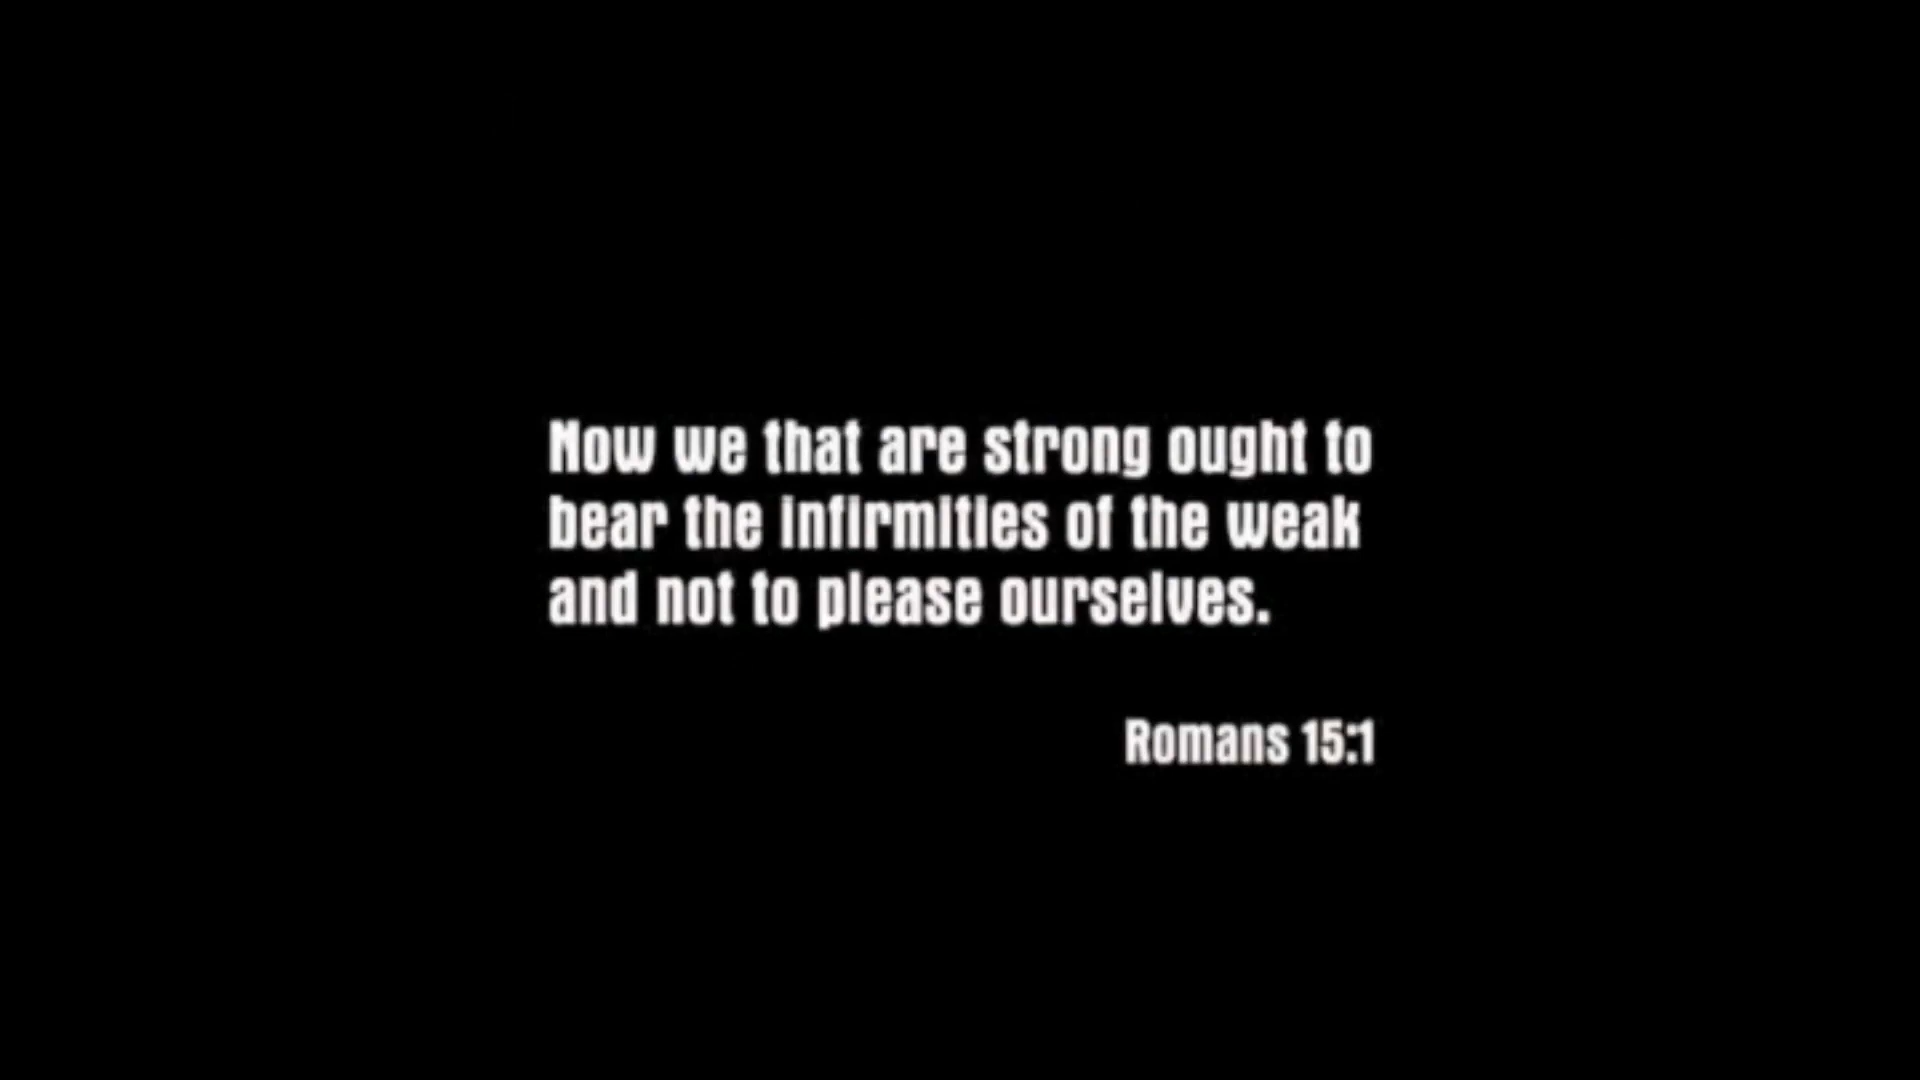 Now we that are strong ought to
bear the infirmities of the weak
and not to please ourselves.
Romans 15:1